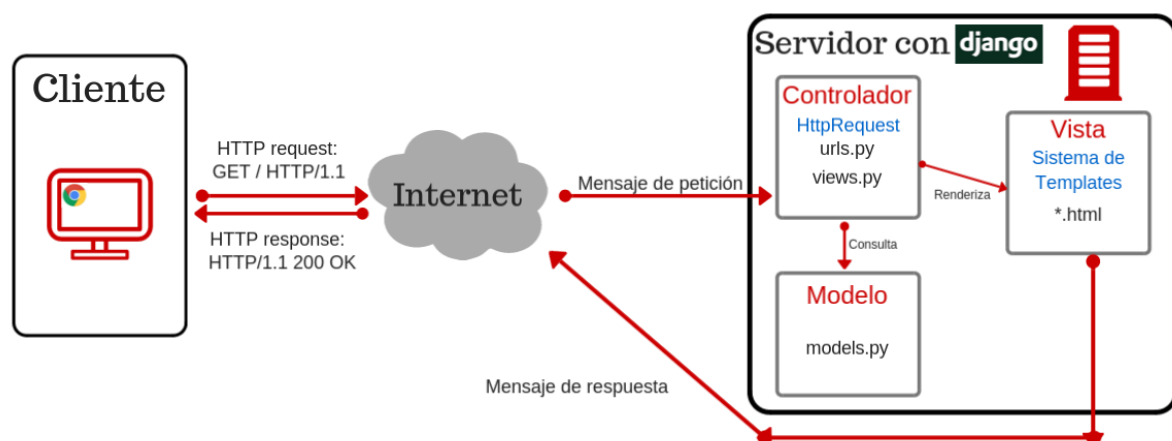 Cliente
HTTP request:
GET / HTTP/1.1
HTTP response:
HTTP/1.1 200 OK
Internet
Mensaje de petición
Mensaje de respuesta
Servidor con django
Controlador
HttpRequest
urls.py
views.py
Renderiza
Consulta
Modelo
models.py
Vista
Sistema de
Templates
*.html